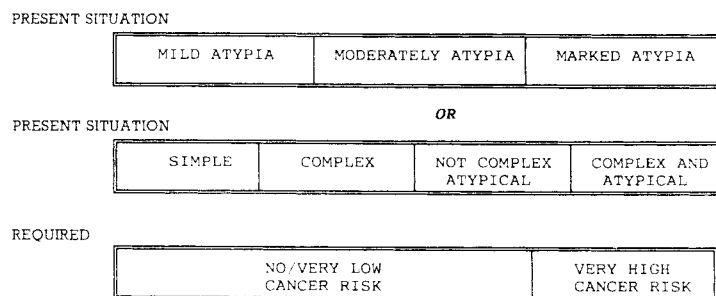 PRESENT SITUATION
MILD ATYPIA MODERATELY ATYPIA MARKED ATYPIA
OR
PRESENT SITUATION
SIMPLE COMPLEX NOT COMPLEX COMPLEX AND
ATYPICAL ATYPICAL
REQUIRED
NO/VERY LOW VERY HIGH
CANCER RISK CANCER RISK